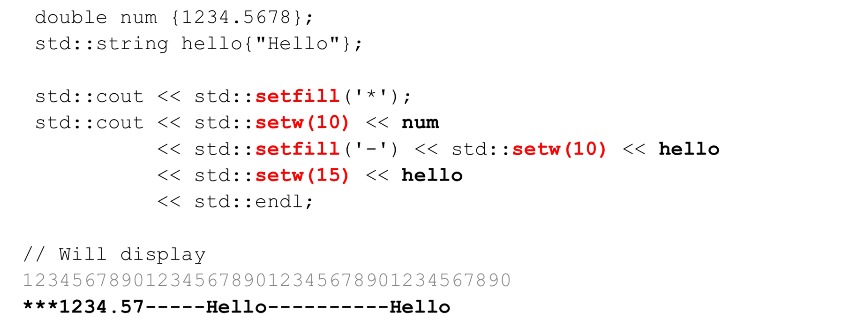 double num {1234.5678};
std::string hello{"Hello"};
std::cout << std::setfill('*');
std::cout << std::setw(10) << num
<< std::setfill('-') << std::setw(10) << hello
<< std::setw(15) << hello
<< std::endl;
// Will display
1234567890123456789012345678901234567890
***1234.57-----Hello----------Hello